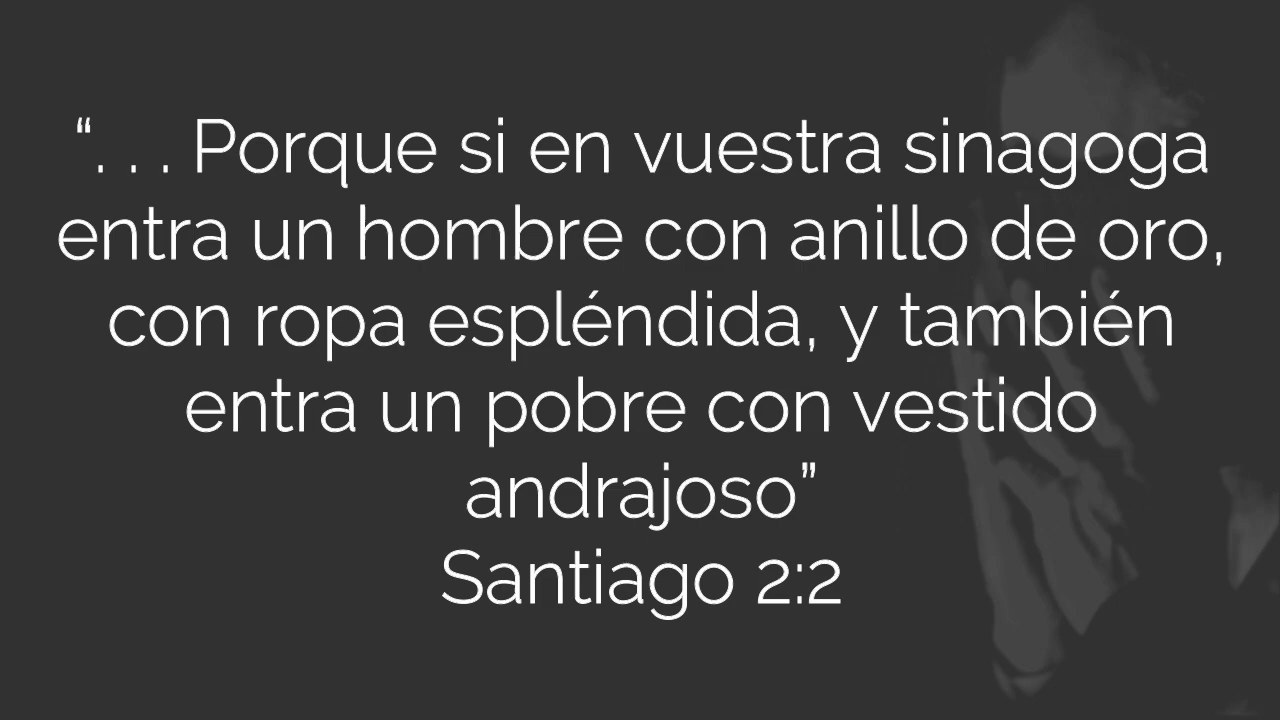 “. . . Porque si en vuestra sinagoga
entra un hombre con anillo de oro,
con ropa espléndida, y también
entra un pobre con vestido
andrajoso”
Santiago 2:2